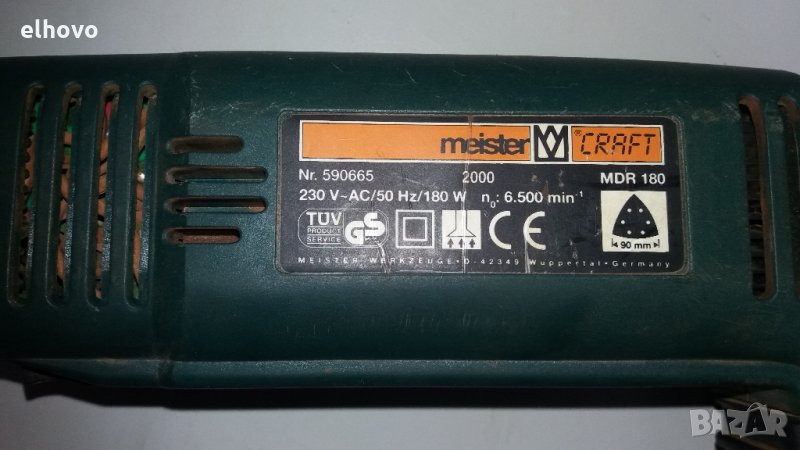 elhovo
meister CRAFT
Nr. 590665 2000 MDR 180
230 V~AC/50 Hz/180 W n₀: 6.500 min⁻¹
TÜV
PRODUCT
SERVICE
GS
CE
90 mm
MEISTER-WERKZEUGE•D-42349 Wuppertal•Germany
BAZAR